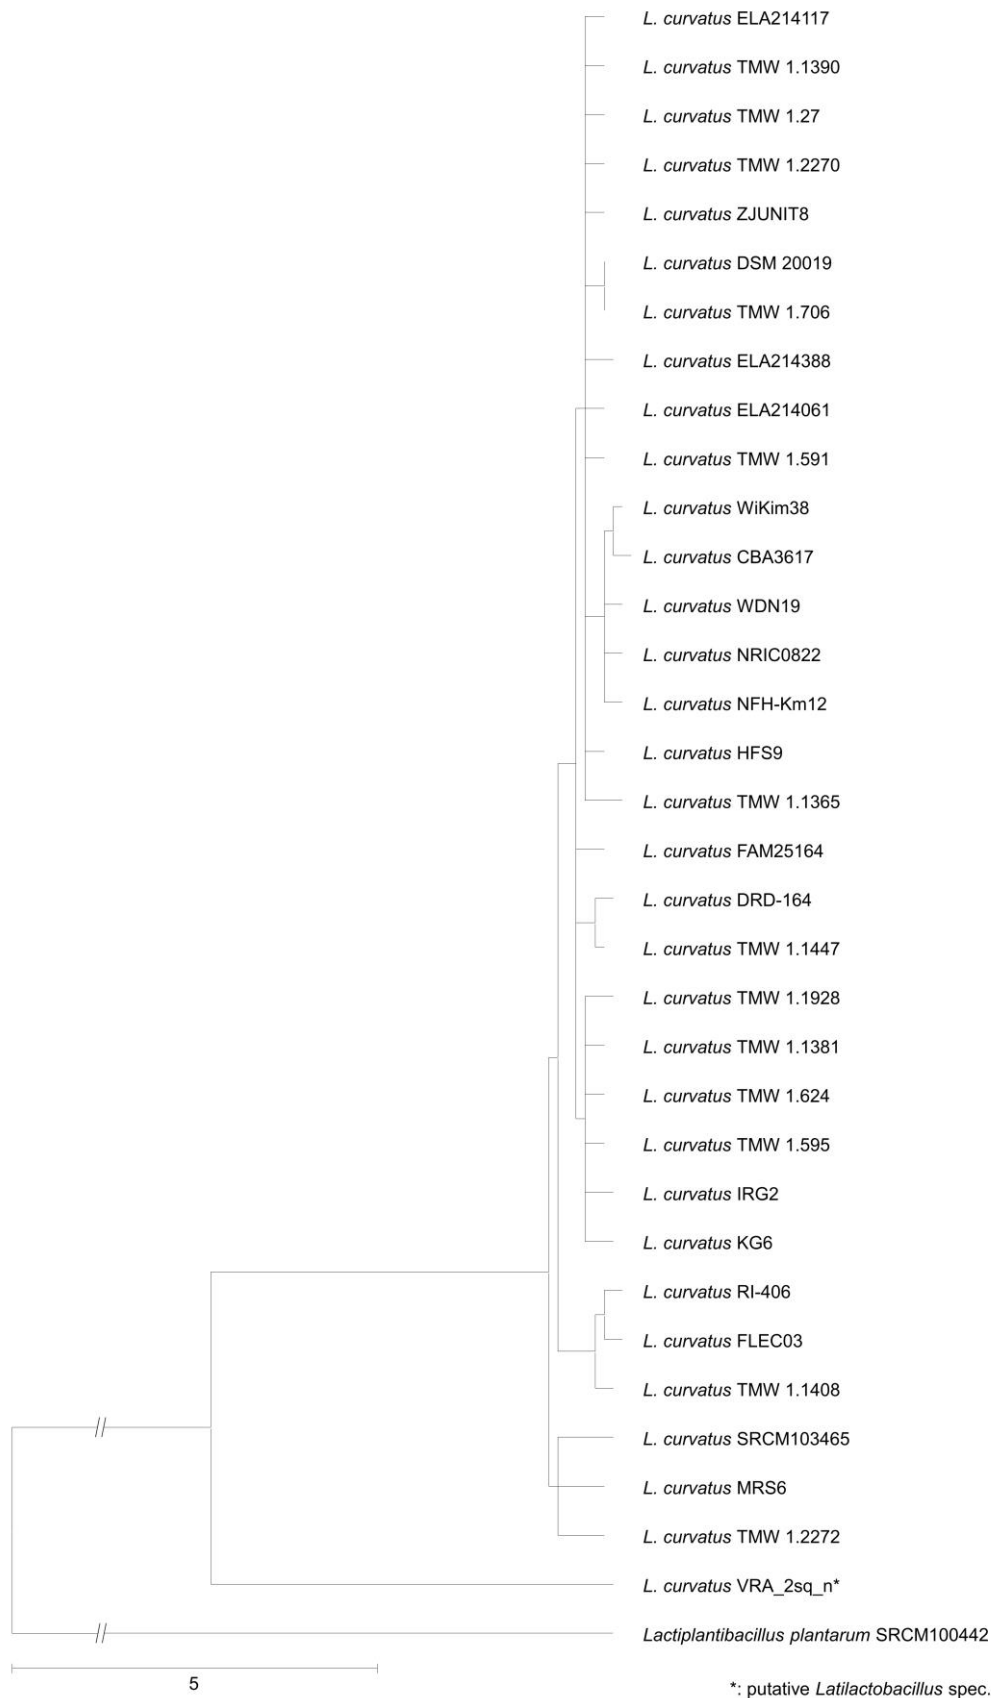 L. curvatus ELA214117
L. curvatus TMW 1.1390
L. curvatus TMW 1.27
L. curvatus TMW 1.2270
L. curvatus ZJUNIT8
L. curvatus DSM 20019
L. curvatus TMW 1.706
L. curvatus ELA214388
L. curvatus ELA214061
L. curvatus TMW 1.591
L. curvatus WiKim38
L. curvatus CBA3617
L. curvatus WDN19
L. curvatus NRIC0822
L. curvatus NFH-Km12
L. curvatus HFS9
L. curvatus TMW 1.1365
L. curvatus FAM25164
L. curvatus DRD-164
L. curvatus TMW 1.1447
L. curvatus TMW 1.1928
L. curvatus TMW 1.1381
L. curvatus TMW 1.624
L. curvatus TMW 1.595
L. curvatus IRG2
L. curvatus KG6
L. curvatus RI-406
L. curvatus FLEC03
L. curvatus TMW 1.1408
L. curvatus SRCM103465
L. curvatus MRS6
L. curvatus TMW 1.2272
L. curvatus VRA_2sq_n*
Lactiplantibacillus plantarum SRCM100442
5
*: putative Latilactobacillus spec.